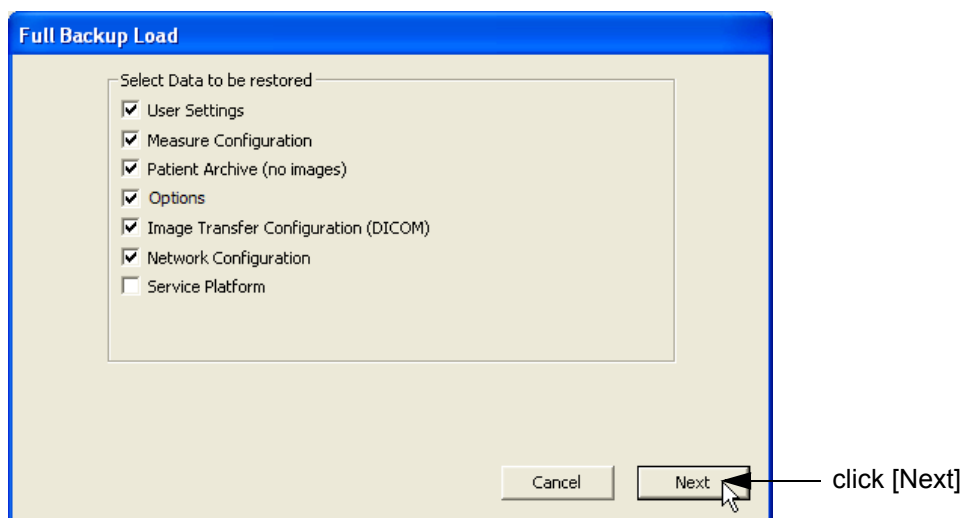 Full Backup Load
Select Data to be restored
User Settings
Measure Configuration
Patient Archive (no images)
Options
Image Transfer Configuration (DICOM)
Network Configuration
Service Platform
Cancel
Next
click [Next]